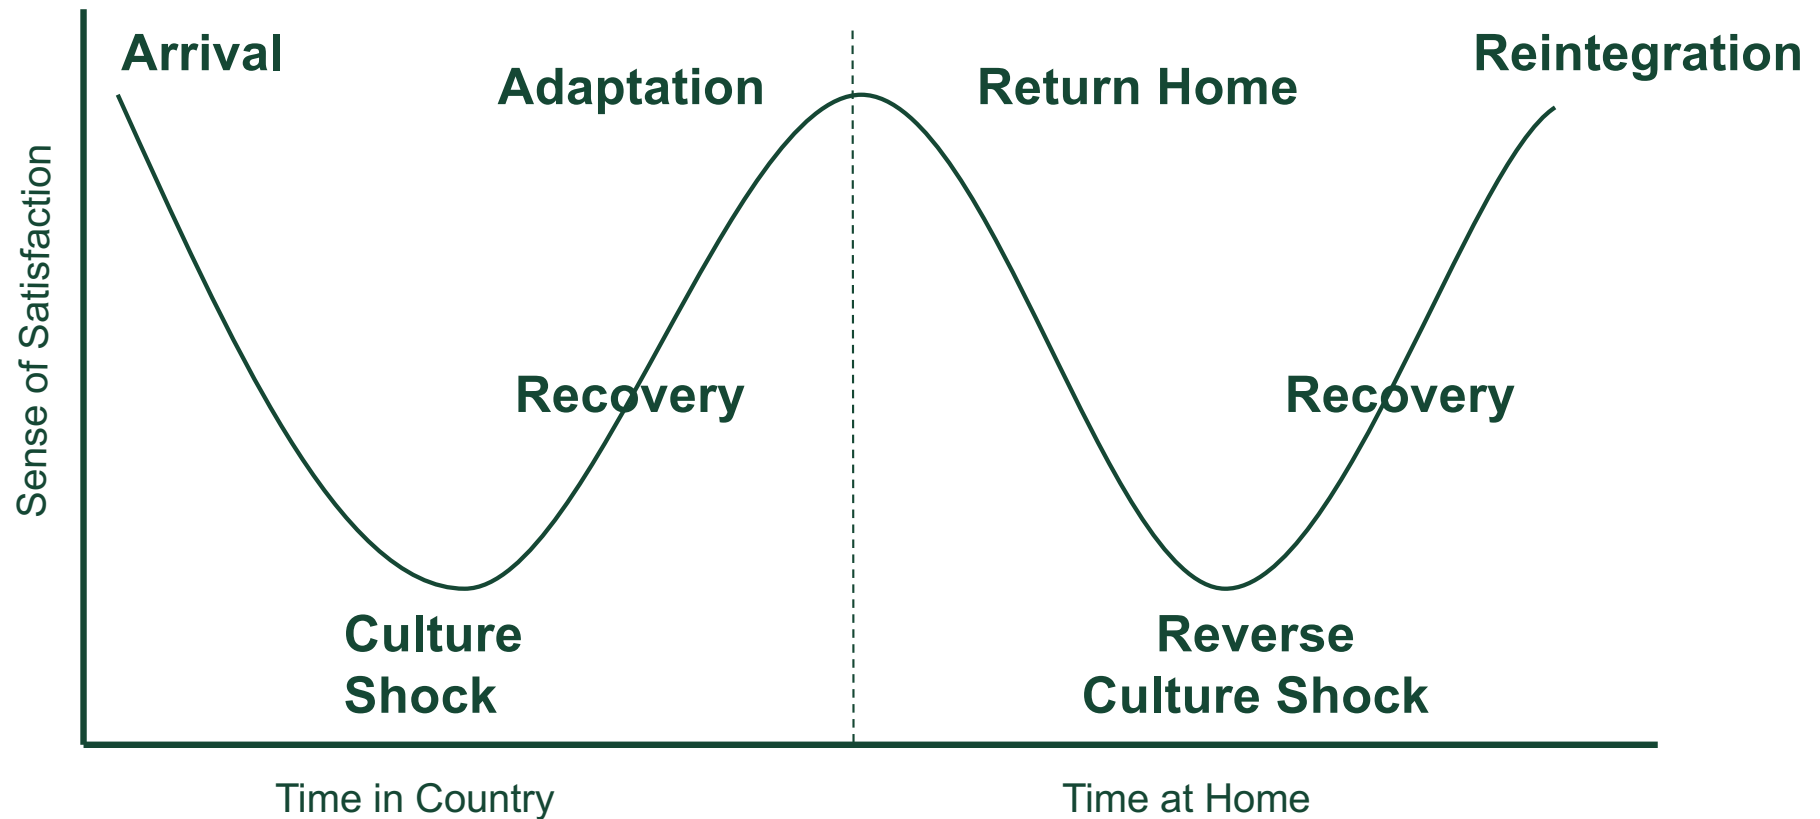 Arrival
Adaptation
Return Home
Reintegration
Sense of Satisfaction
Recovery
Recovery
Culture
Shock
Reverse
Culture Shock
Time in Country
Time at Home